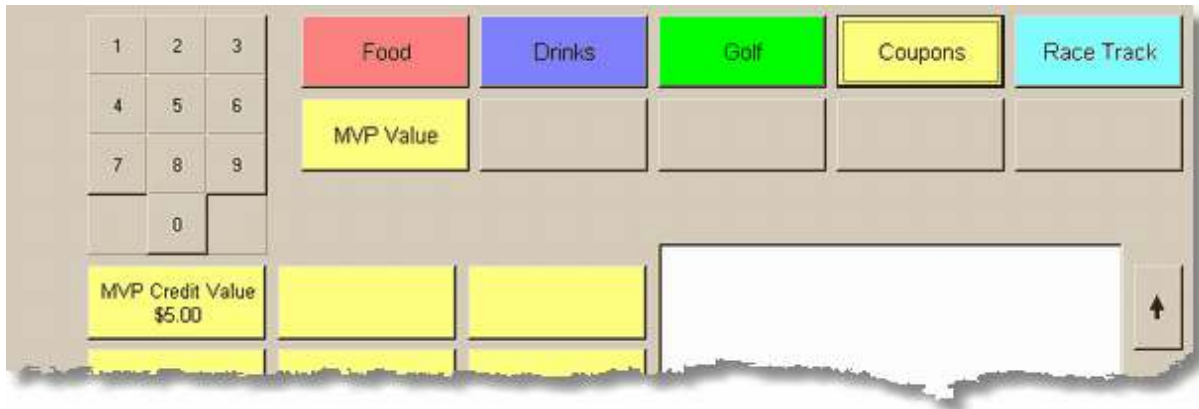 1 2 3 Food Drinks Golf Coupons Race Track
4 5 6 MVP Value
7 8 9
0
MVP Credit Value
$5.00